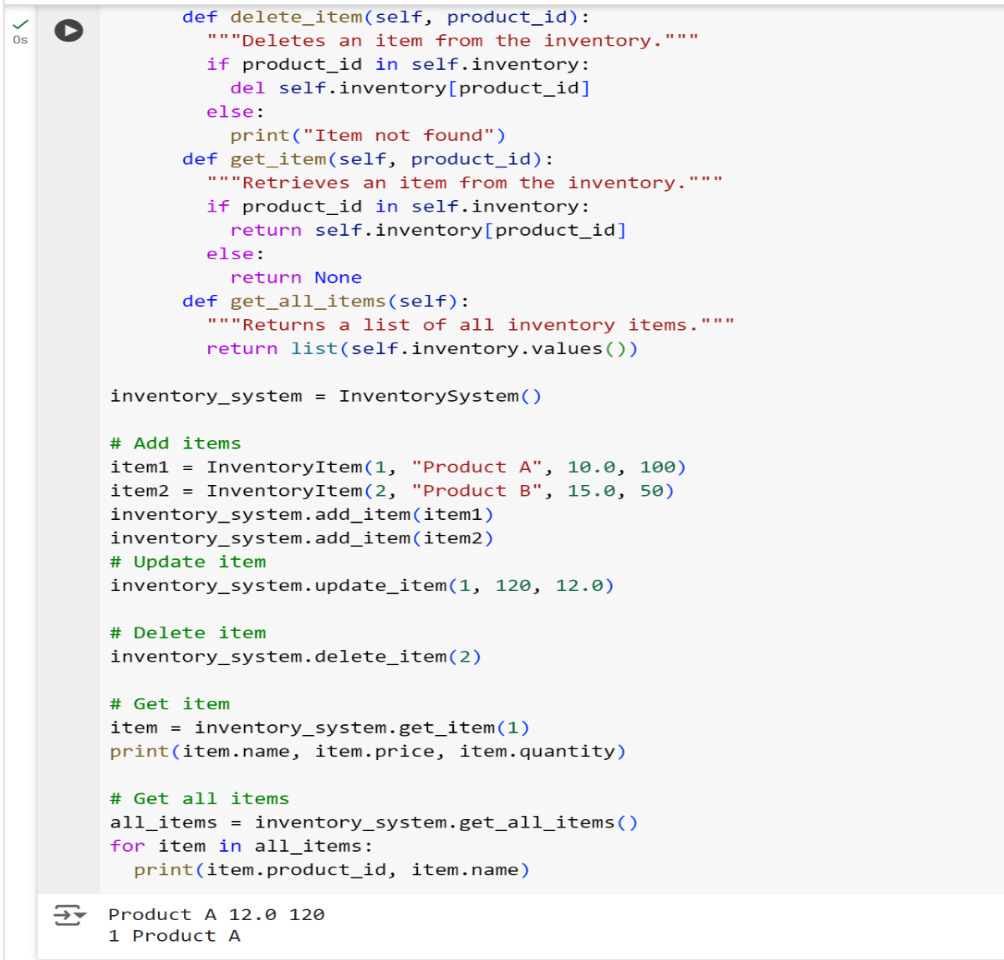 0s
      def delete_item(self, product_id):
        """Deletes an item from the inventory."""
        if product_id in self.inventory:
          del self.inventory[product_id]
        else:
          print("Item not found")
      def get_item(self, product_id):
        """Retrieves an item from the inventory."""
        if product_id in self.inventory:
          return self.inventory[product_id]
        else:
          return None
      def get_all_items(self):
        """Returns a list of all inventory items."""
        return list(self.inventory.values())

inventory_system = InventorySystem()

# Add items
item1 = InventoryItem(1, "Product A", 10.0, 100)
item2 = InventoryItem(2, "Product B", 15.0, 50)
inventory_system.add_item(item1)
inventory_system.add_item(item2)
# Update item
inventory_system.update_item(1, 120, 12.0)

# Delete item
inventory_system.delete_item(2)

# Get item
item = inventory_system.get_item(1)
print(item.name, item.price, item.quantity)

# Get all items
all_items = inventory_system.get_all_items()
for item in all_items:
  print(item.product_id, item.name)

Product A 12.0 120
1 Product A